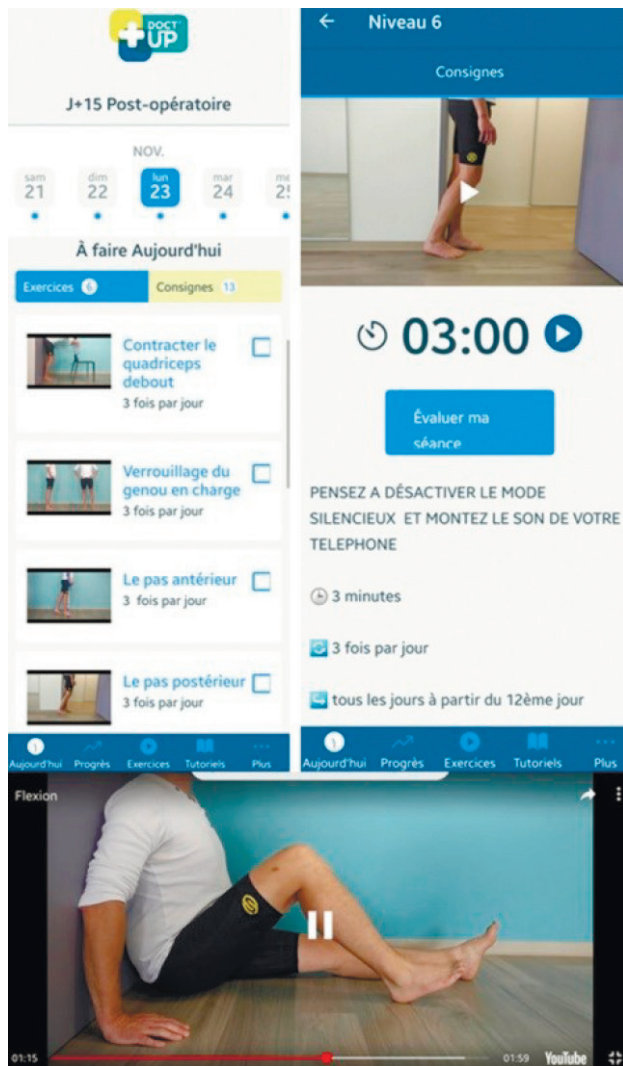 DOCT'
UP
J+15 Post-opératoire
NOV.
sam dim lun mar
21 22 23 24
À faire Aujourd'hui
Exercices 6 Consignes 13
Contracter le
quadriceps
debout
3 fois par jour
Verrouillage du
genou en charge
3 fois par jour
Le pas antérieur
3 fois par jour
Le pas postérieur
3 fois par jour
1
Aujourd'hui Progrès Exercices Tutoriels Plus
Niveau 6
Consignes
03:00
Évaluer ma
séance
PENSEZ A DÉSACTIVER LE MODE
SILENCIEUX ET MONTEZ LE SON DE VOTRE
TELEPHONE
3 minutes
3 fois par jour
tous les jours à partir du 12ème jour
1
Aujourd'hui Progrès Exercices Tutoriels Plus
Flexion
01:15 01:59 YouTube